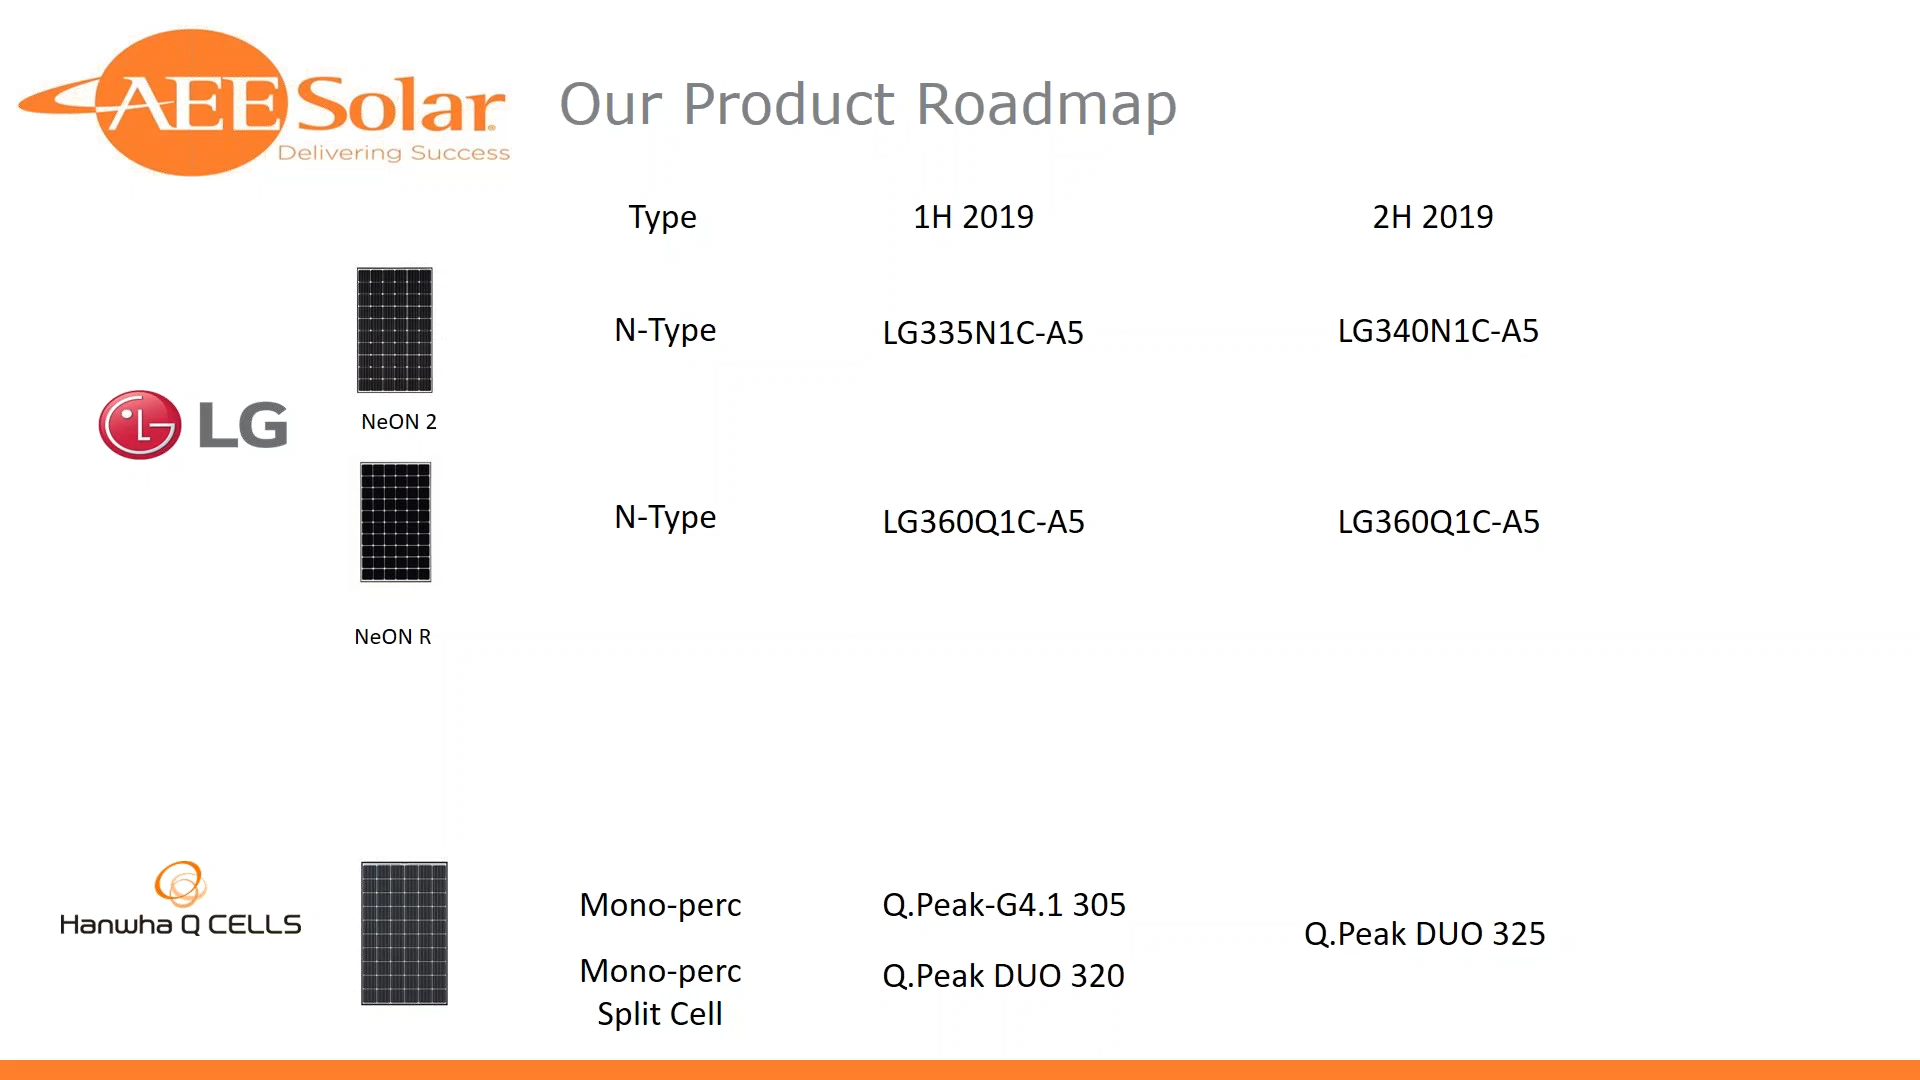 AEE Solar®
Delivering Success
Our Product Roadmap
Type 1H 2019 2H 2019
N-Type LG335N1C-A5 LG340N1C-A5
NeON 2
LG
N-Type LG360Q1C-A5 LG360Q1C-A5
NeON R
Hanwha Q CELLS
Mono-perc Q.Peak-G4.1 305
Q.Peak DUO 325
Mono-perc Q.Peak DUO 320
Split Cell